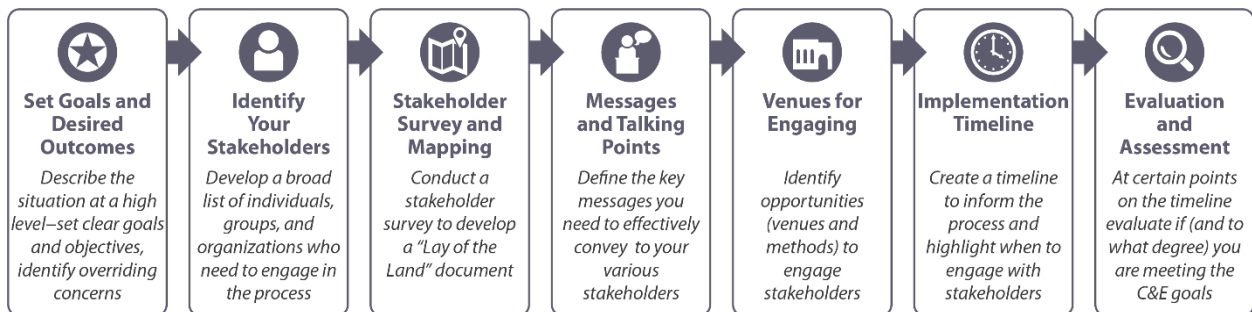 Set Goals and
Desired
Outcomes
Describe the
situation at a high
level–set clear goals
and objectives,
identify overriding
concerns
Identify
Your
Stakeholders
Develop a broad
list of individuals,
groups, and
organizations who
need to engage in
the process
Stakeholder
Survey and
Mapping
Conduct a
stakeholder
survey to develop
a “Lay of the
Land” document
Messages
and Talking
Points
Define the key
messages you
need to effectively
convey to your
various
stakeholders
Venues for
Engaging
Identify
opportunities
(venues and
methods) to
engage
stakeholders
Implementation
Timeline
Create a timeline
to inform the
process and
highlight when to
engage with
stakeholders
Evaluation
and
Assessment
At certain points
on the timeline
evaluate if (and to
what degree) you
are meeting the
C&E goals